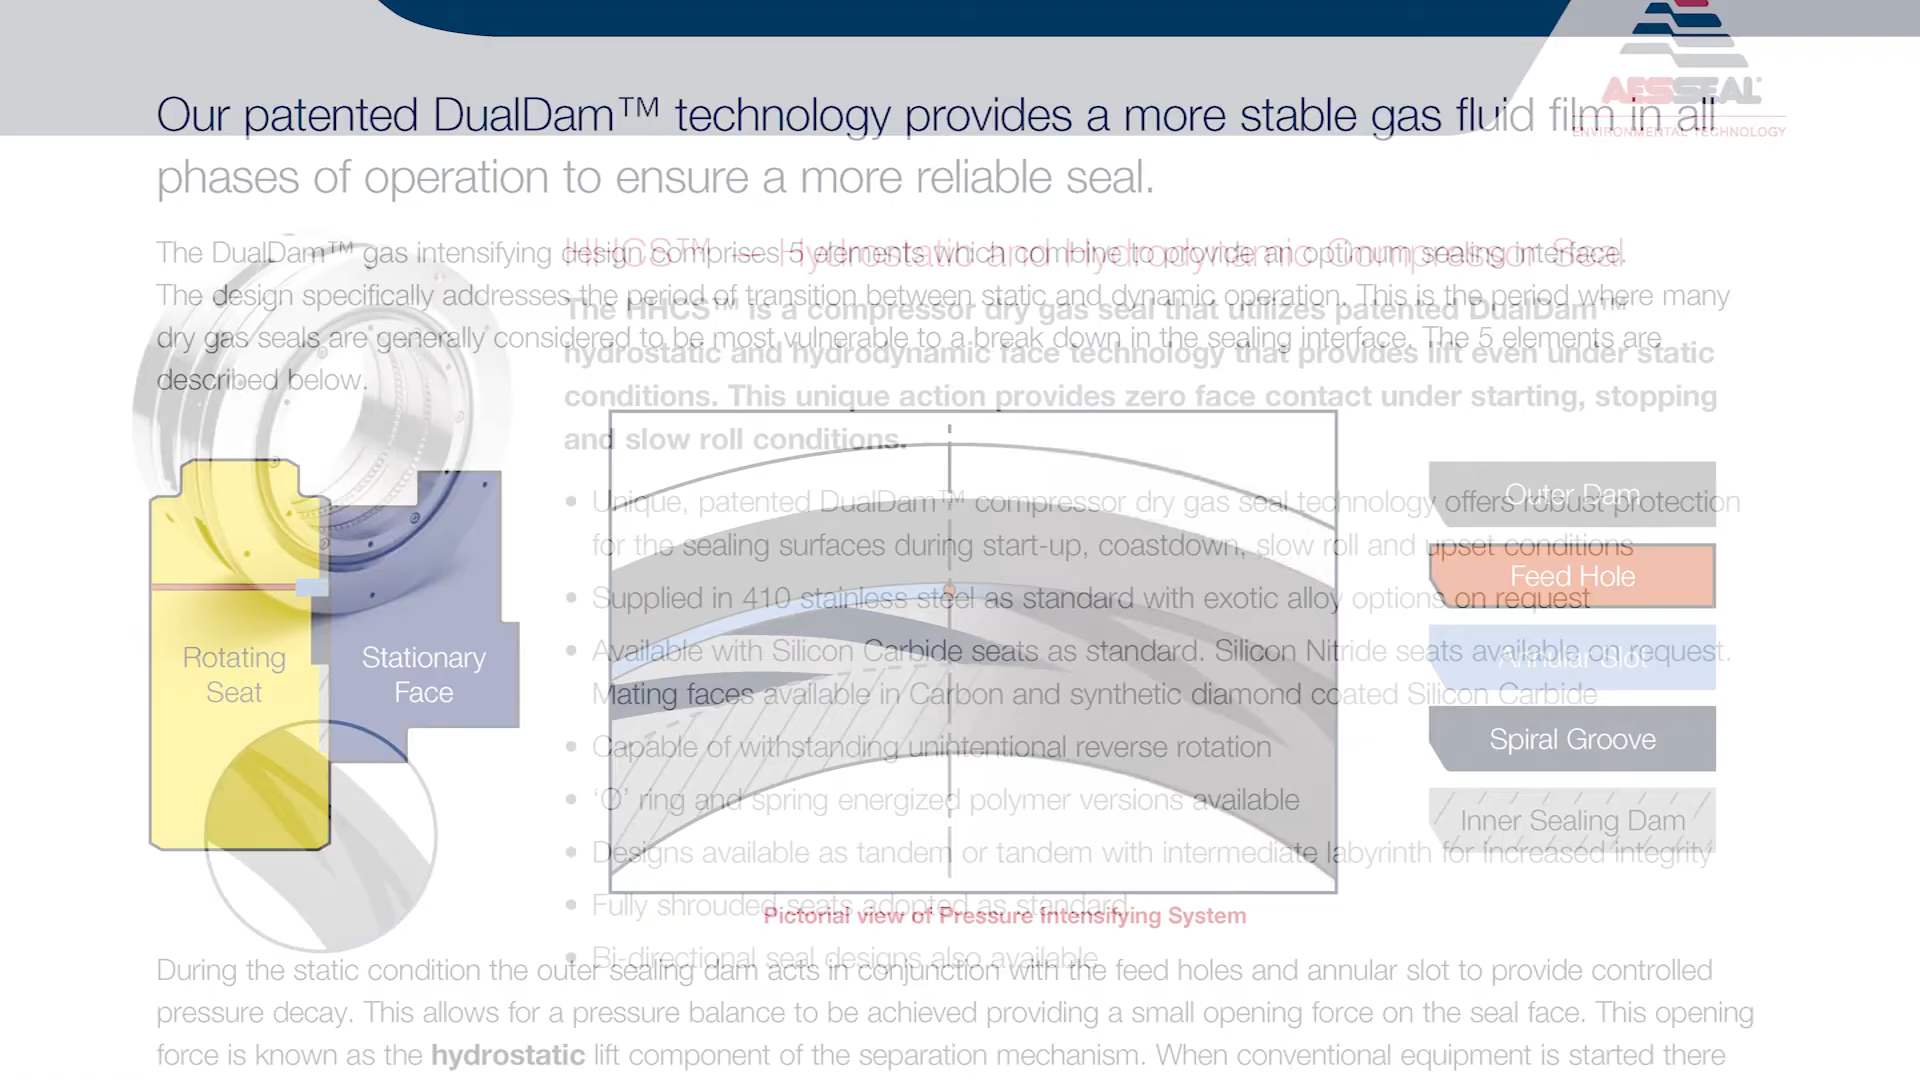 AESSEAL
ENVIRONMENTAL TECHNOLOGY
Our patented DualDam™ technology provides a more stable gas fluid film in all
phases of operation to ensure a more reliable seal.
The DualDam™ gas intensifying design comprises 5 elements which combine to provide an optimum sealing interface.
The design specifically addresses the period of transition between static and dynamic operation. This is the period where many
dry gas seals are generally considered to be most vulnerable to a break down in the sealing interface. The 5 elements are
described below.
HHCS™ – Hydrostatic and Hydrodynamic Compressor Seal
The HHCS™ is a compressor dry gas seal that utilizes patented DualDam™
hydrostatic and hydrodynamic face technology that provides lift even under static
conditions. This unique action provides zero face contact under starting, stopping
and slow roll conditions.
• Unique, patented DualDam™ compressor dry gas seal technology offers robust protection
for the sealing surfaces during start-up, coastdown, slow roll and upset conditions
• Supplied in 410 stainless steel as standard with exotic alloy options on request
• Available with Silicon Carbide seats as standard. Silicon Nitride seats available on request.
Mating faces available in Carbon and synthetic diamond coated Silicon Carbide
• Capable of withstanding unintentional reverse rotation
• ‘O’ ring and spring energized polymer versions available
• Designs available as tandem or tandem with intermediate labyrinth for increased integrity
• Fully shrouded seats adopted as standard
• Bi-directional seal designs also available
Rotating
Seat
Stationary
Face
Outer Dam
Feed Hole
Annular Slot
Spiral Groove
Inner Sealing Dam
Pictorial view of Pressure Intensifying System
During the static condition the outer sealing dam acts in conjunction with the feed holes and annular slot to provide controlled
pressure decay. This allows for a pressure balance to be achieved providing a small opening force on the seal face. This opening
force is known as the hydrostatic lift component of the separation mechanism. When conventional equipment is started there